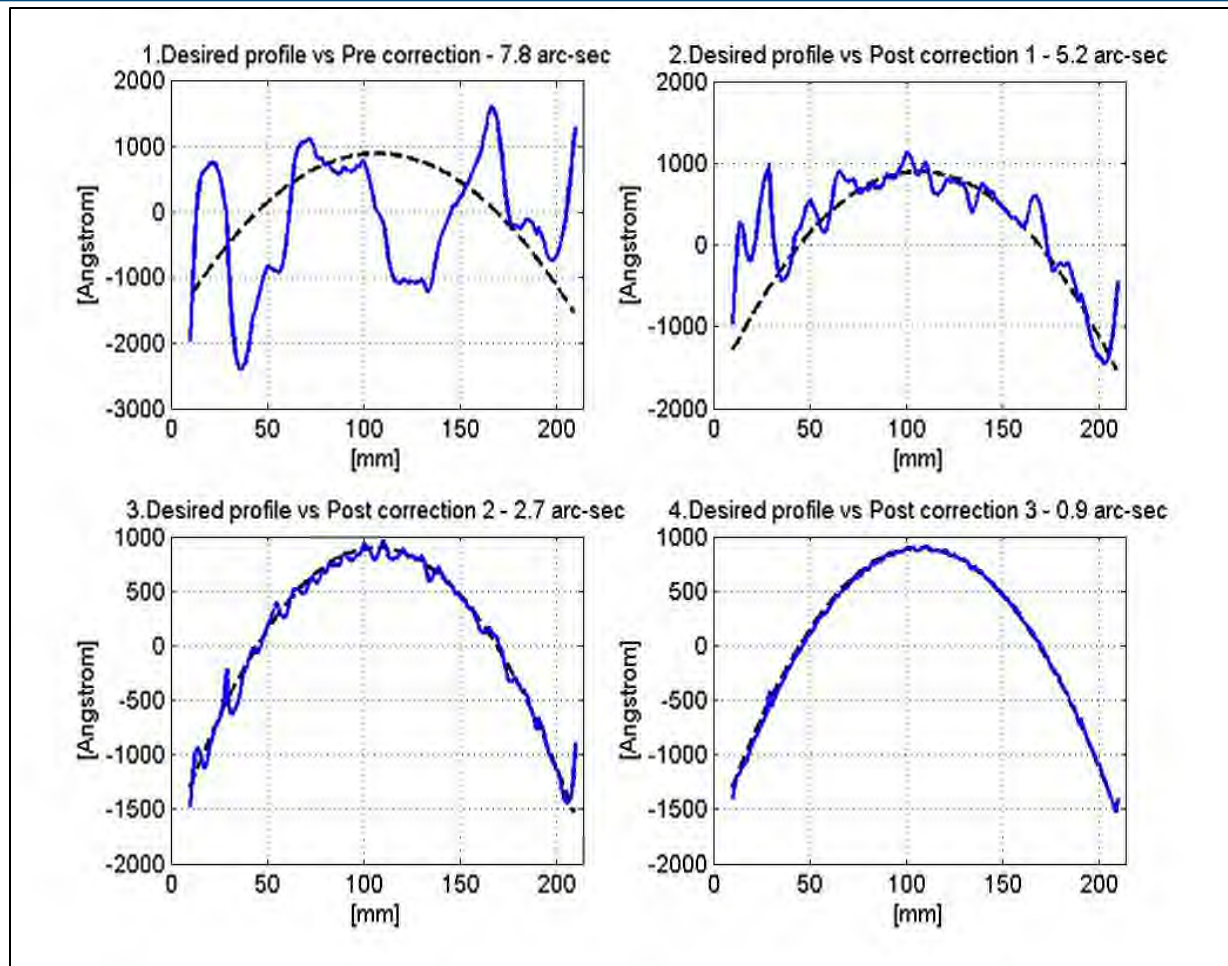 1.Desired profile vs Pre correction - 7.8 arc-sec
2000
1000
0
-1000
-2000
-3000
[Angstrom]
0 50 100 150 200
[mm]
2.Desired profile vs Post correction 1 - 5.2 arc-sec
2000
1000
0
-1000
-2000
[Angstrom]
0 50 100 150 200
[mm]
3.Desired profile vs Post correction 2 - 2.7 arc-sec
1000
500
0
-500
-1000
-1500
-2000
[Angstrom]
0 50 100 150 200
[mm]
4.Desired profile vs Post correction 3 - 0.9 arc-sec
1000
500
0
-500
-1000
-1500
-2000
[Angstrom]
0 50 100 150 200
[mm]